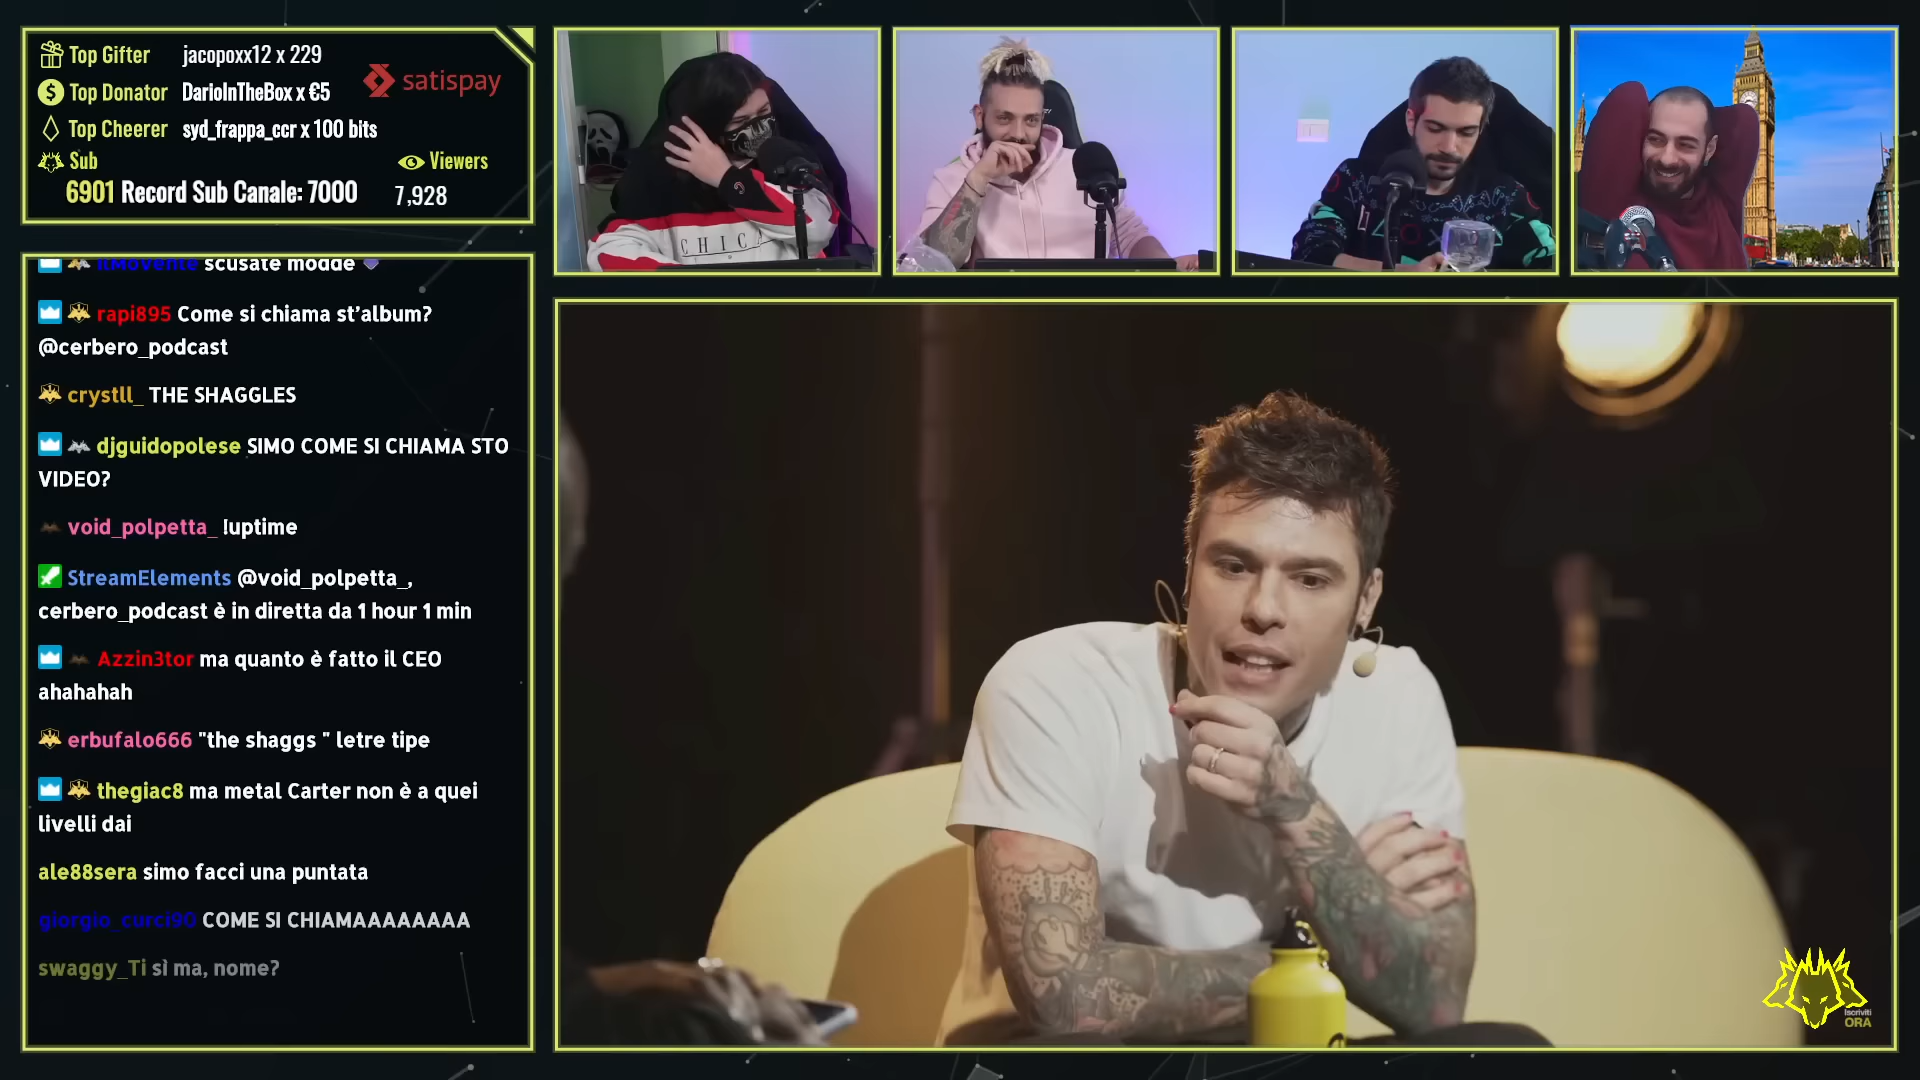 Top Gifter jacopoxx12 x 229
satispay
Top Donator DarioInTheBox x €5
Top Cheerer syd_frappa_ccr x 100 bits
Sub
Viewers
6901 Record Sub Canale: 7000
7,928
CHIC
ilMovente scusate modde
rapi895 Come si chiama st'album?
@cerbero_podcast
crystll_ THE SHAGGLES
djguidopolese SIMO COME SI CHIAMA STO
VIDEO?
void_polpetta_ !uptime
StreamElements @void_polpetta_,
cerbero_podcast è in diretta da 1 hour 1 min
Azzin3tor ma quanto è fatto il CEO
ahahahah
erbufalo666 "the shaggs " letre tipe
thegiac8 ma metal Carter non è a quei
livelli dai
ale88sera simo facci una puntata
giorgio_curci90 COME SI CHIAMAAAAAAAA
swaggy_Ti sì ma, nome?
Iscriviti
ORA